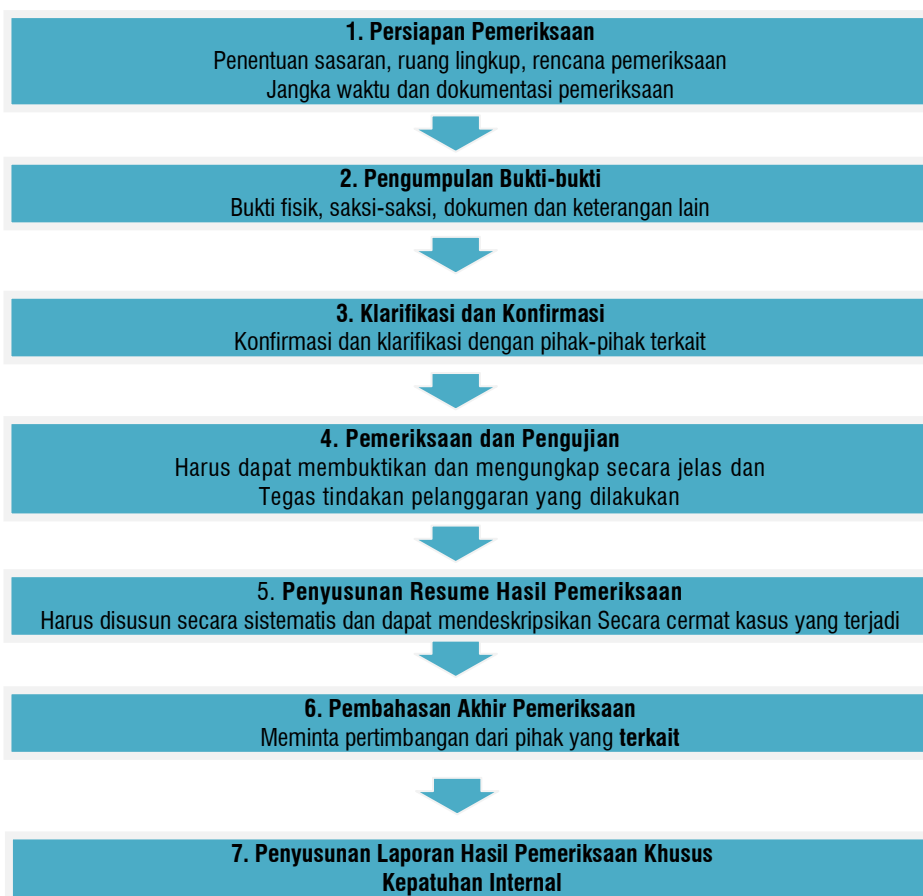 1. Persiapan Pemeriksaan
Penentuan sasaran, ruang lingkup, rencana pemeriksaan
Jangka waktu dan dokumentasi pemeriksaan
2. Pengumpulan Bukti-bukti
Bukti fisik, saksi-saksi, dokumen dan keterangan lain
3. Klarifikasi dan Konfirmasi
Konfirmasi dan klarifikasi dengan pihak-pihak terkait
4. Pemeriksaan dan Pengujian
Harus dapat membuktikan dan mengungkap secara jelas dan
Tegas tindakan pelanggaran yang dilakukan
5. Penyusunan Resume Hasil Pemeriksaan
Harus disusun secara sistematis dan dapat mendeskripsikan Secara cermat kasus yang terjadi
6. Pembahasan Akhir Pemeriksaan
Meminta pertimbangan dari pihak yang terkait
7. Penyusunan Laporan Hasil Pemeriksaan Khusus
Kepatuhan Internal